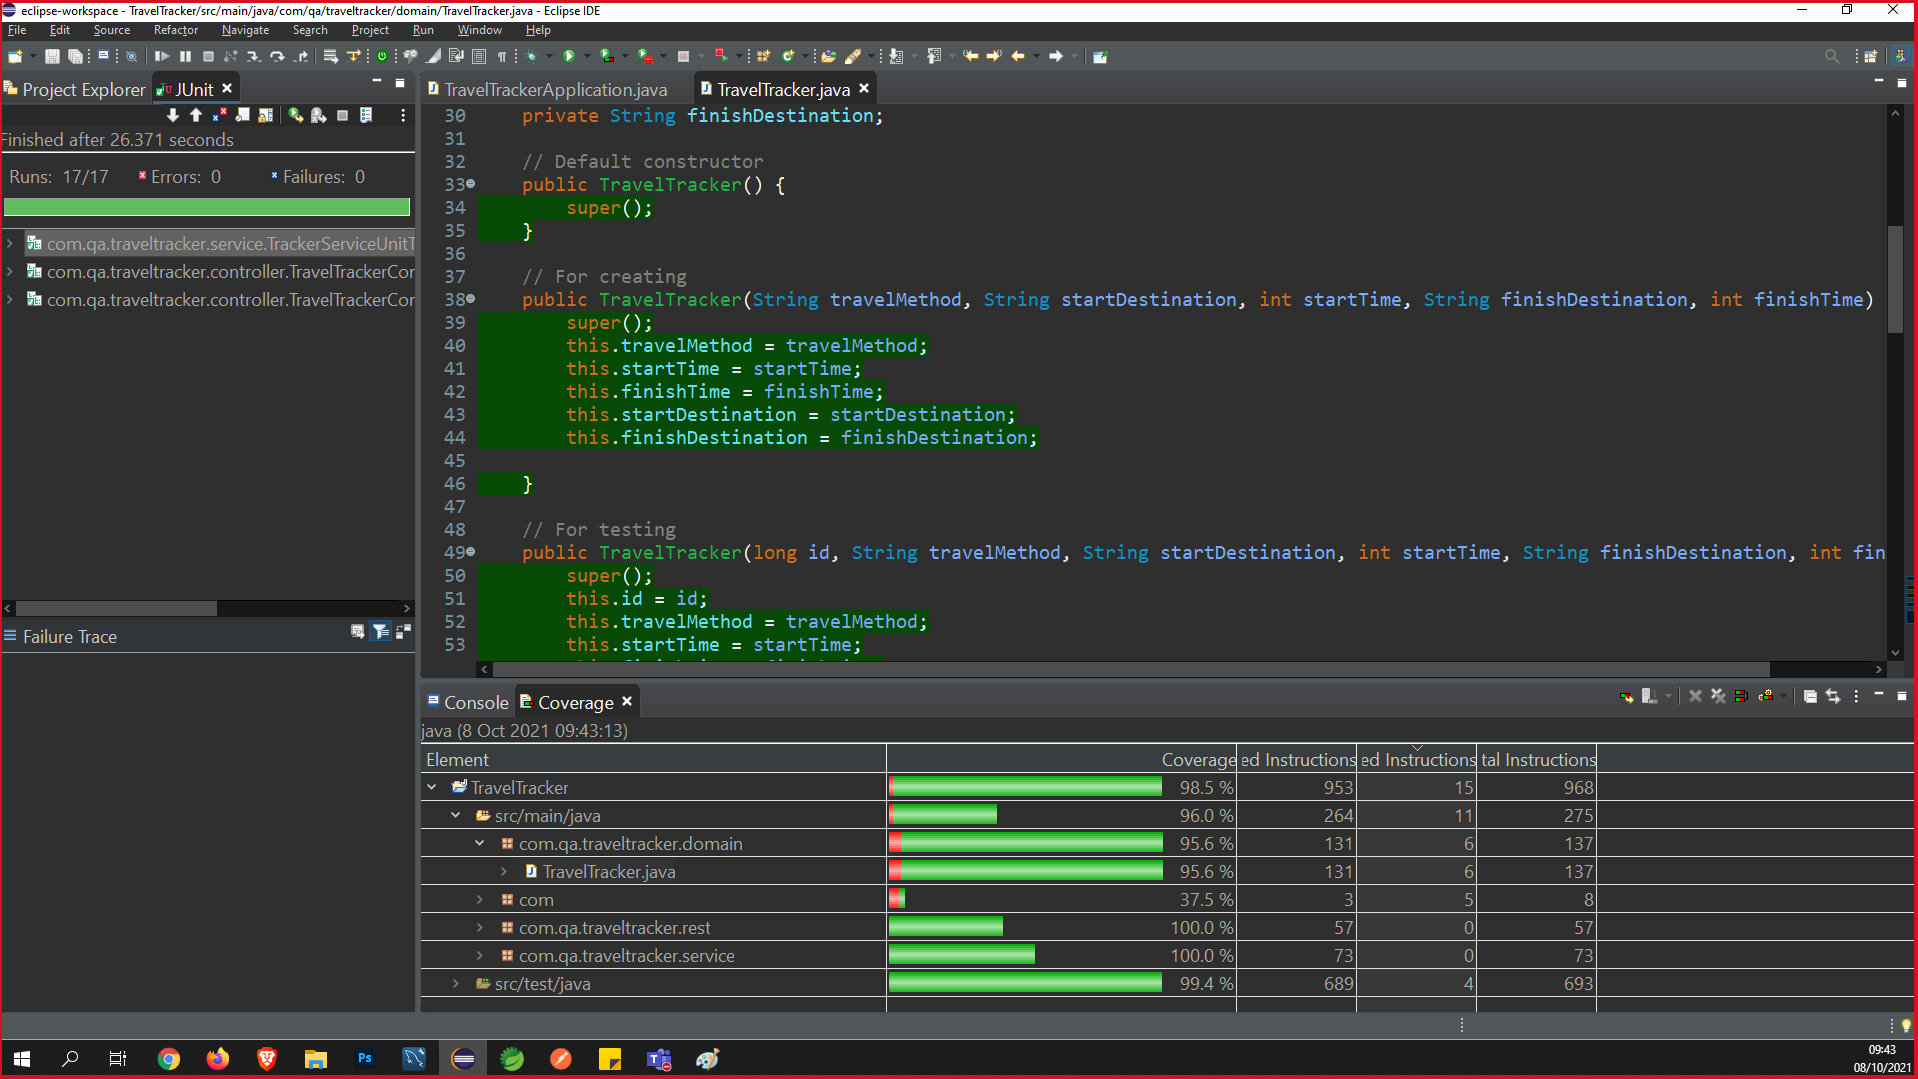 eclipse-workspace - TravelTracker/src/main/java/com/qa/traveltracker/domain/TravelTracker.java - Eclipse IDE
File Edit Source Refactor Navigate Search Project Run Window Help
Project Explorer JUnit
TravelTrackerApplication.java TravelTracker.java
Finished after 26.371 seconds
Runs: 17/17 Errors: 0 Failures: 0
com.qa.traveltracker.service.TrackerServiceUnitT
com.qa.traveltracker.controller.TravelTrackerCor
com.qa.traveltracker.controller.TravelTrackerCor
Failure Trace
30 private String finishDestination;
31
32 // Default constructor
33 public TravelTracker() {
34 super();
35 }
36
37 // For creating
38 public TravelTracker(String travelMethod, String startDestination, int startTime, String finishDestination, int finishTime)
39 super();
40 this.travelMethod = travelMethod;
41 this.startTime = startTime;
42 this.finishTime = finishTime;
43 this.startDestination = startDestination;
44 this.finishDestination = finishDestination;
45
46 }
47
48 // For testing
49 public TravelTracker(long id, String travelMethod, String startDestination, int startTime, String finishDestination, int fin
50 super();
51 this.id = id;
52 this.travelMethod = travelMethod;
53 this.startTime = startTime;
Console Coverage
java (8 Oct 2021 09:43:13)
Element Coverage ed Instructions ed Instructions tal Instructions
TravelTracker 98.5 % 953 15 968
src/main/java 96.0 % 264 11 275
com.qa.traveltracker.domain 95.6 % 131 6 137
TravelTracker.java 95.6 % 131 6 137
com 37.5 % 3 5 8
com.qa.traveltracker.rest 100.0 % 57 0 57
com.qa.traveltracker.service 100.0 % 73 0 73
src/test/java 99.4 % 689 4 693
Ps
09:43
08/10/2021